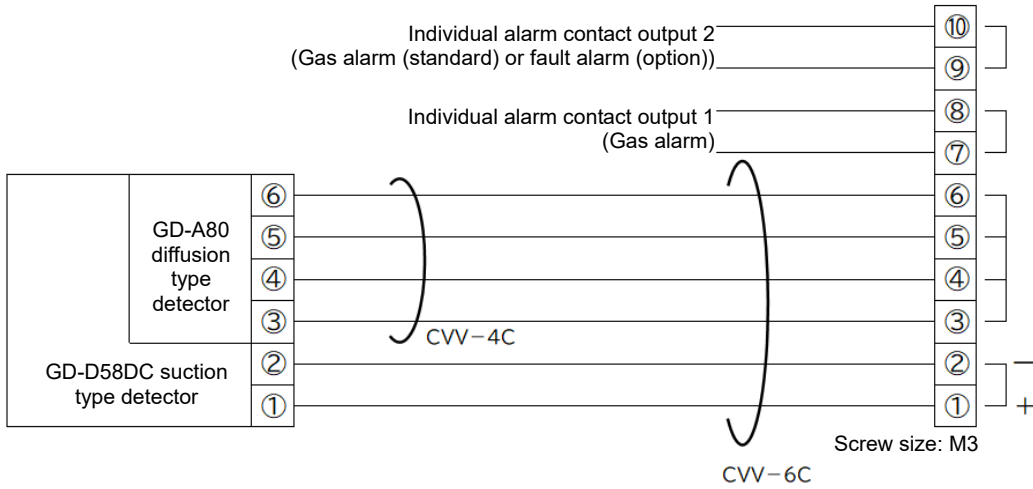 Individual alarm contact output 2
(Gas alarm (standard) or fault alarm (option))
Individual alarm contact output 1
(Gas alarm)
⑩
⑨
⑧
⑦
⑥
⑤
④
③
②
①
−
+
Screw size: M3
GD-A80
diffusion
type
detector
GD-D58DC suction
type detector
⑥
⑤
④
③
②
①
CVV−4C
CVV−6C